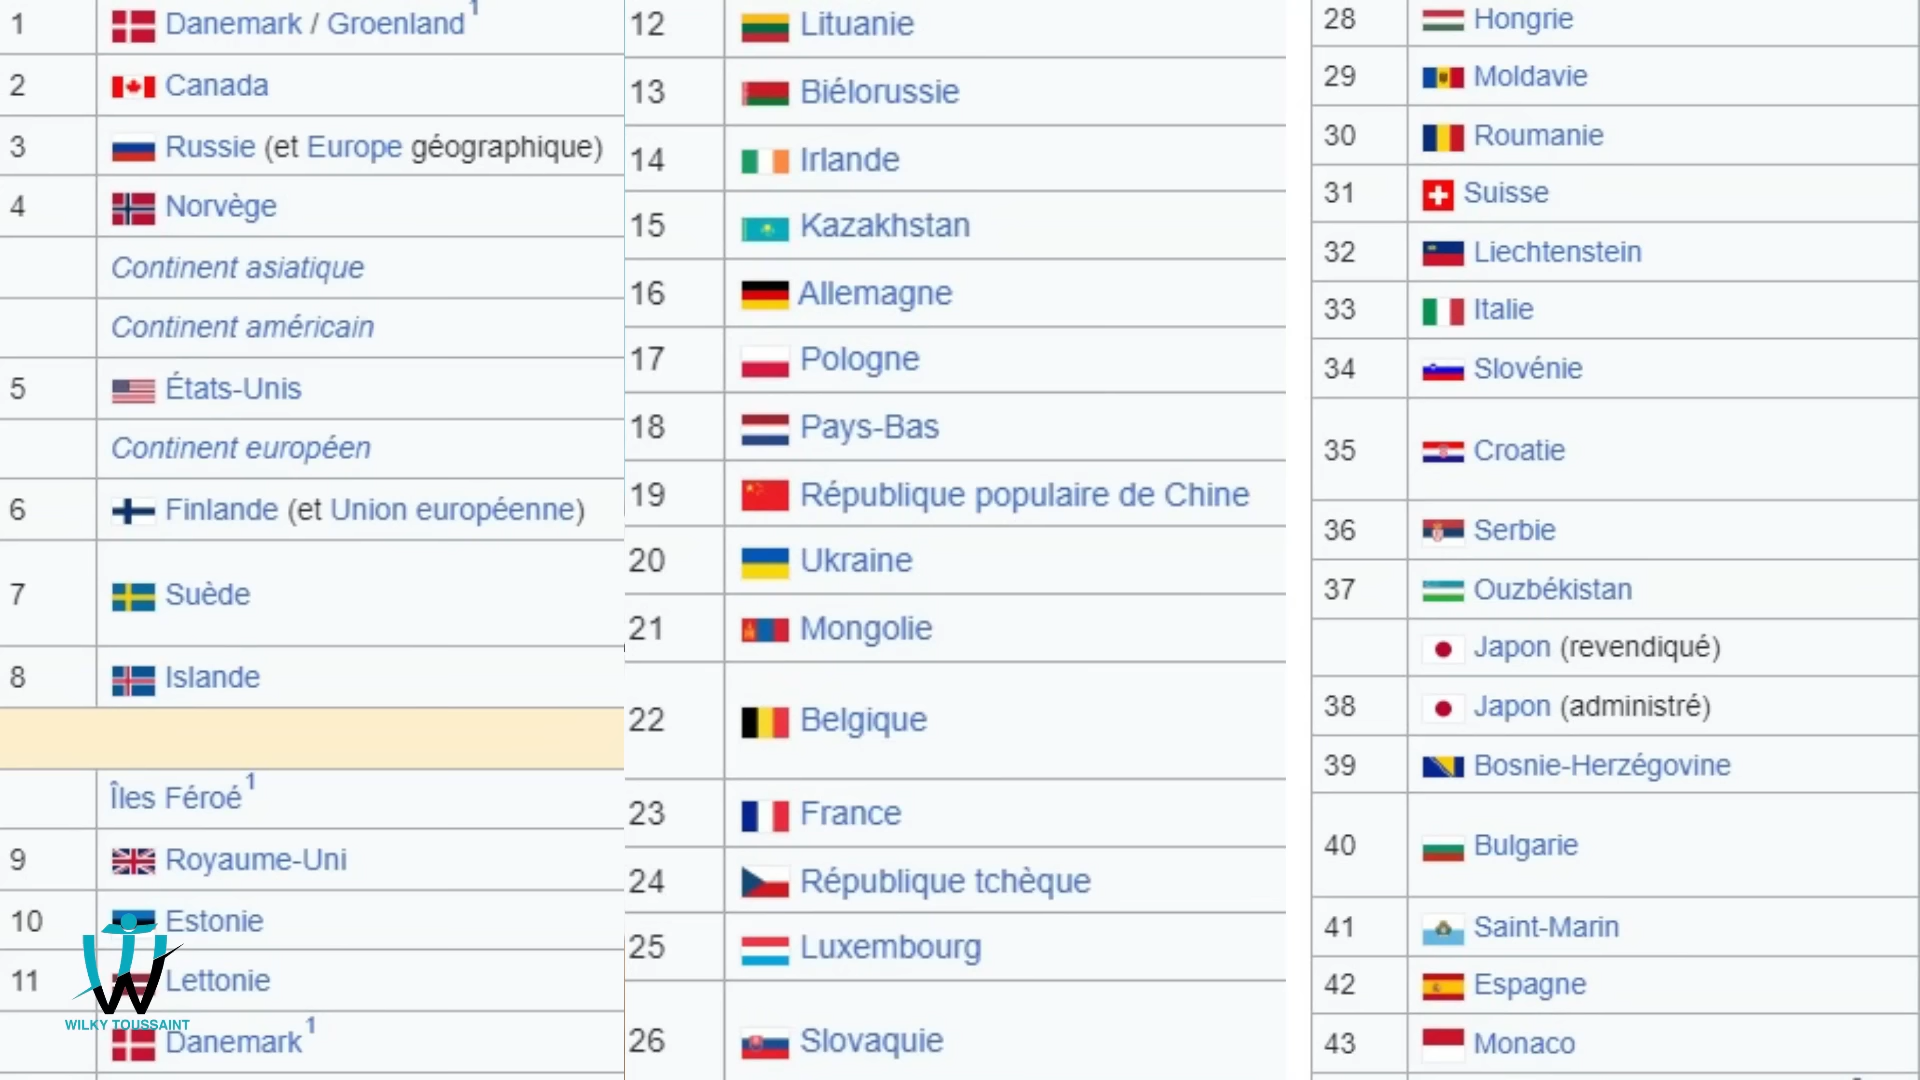 1 Danemark / Groenland 1
2 Canada
3 Russie (et Europe géographique)
4 Norvège
Continent asiatique
Continent américain
5 États-Unis
Continent européen
6 Finlande (et Union européenne)
7 Suède
8 Islande
Îles Féroé 1
9 Royaume-Uni
10 Estonie
11 Lettonie
WILKY TOUSSAINT
Danemark 1
12 Lituanie
13 Biélorussie
14 Irlande
15 Kazakhstan
16 Allemagne
17 Pologne
18 Pays-Bas
19 République populaire de Chine
20 Ukraine
21 Mongolie
22 Belgique
23 France
24 République tchèque
25 Luxembourg
26 Slovaquie
28 Hongrie
29 Moldavie
30 Roumanie
31 Suisse
32 Liechtenstein
33 Italie
34 Slovénie
35 Croatie
36 Serbie
37 Ouzbékistan
Japon (revendiqué)
38 Japon (administré)
39 Bosnie-Herzégovine
40 Bulgarie
41 Saint-Marin
42 Espagne
43 Monaco